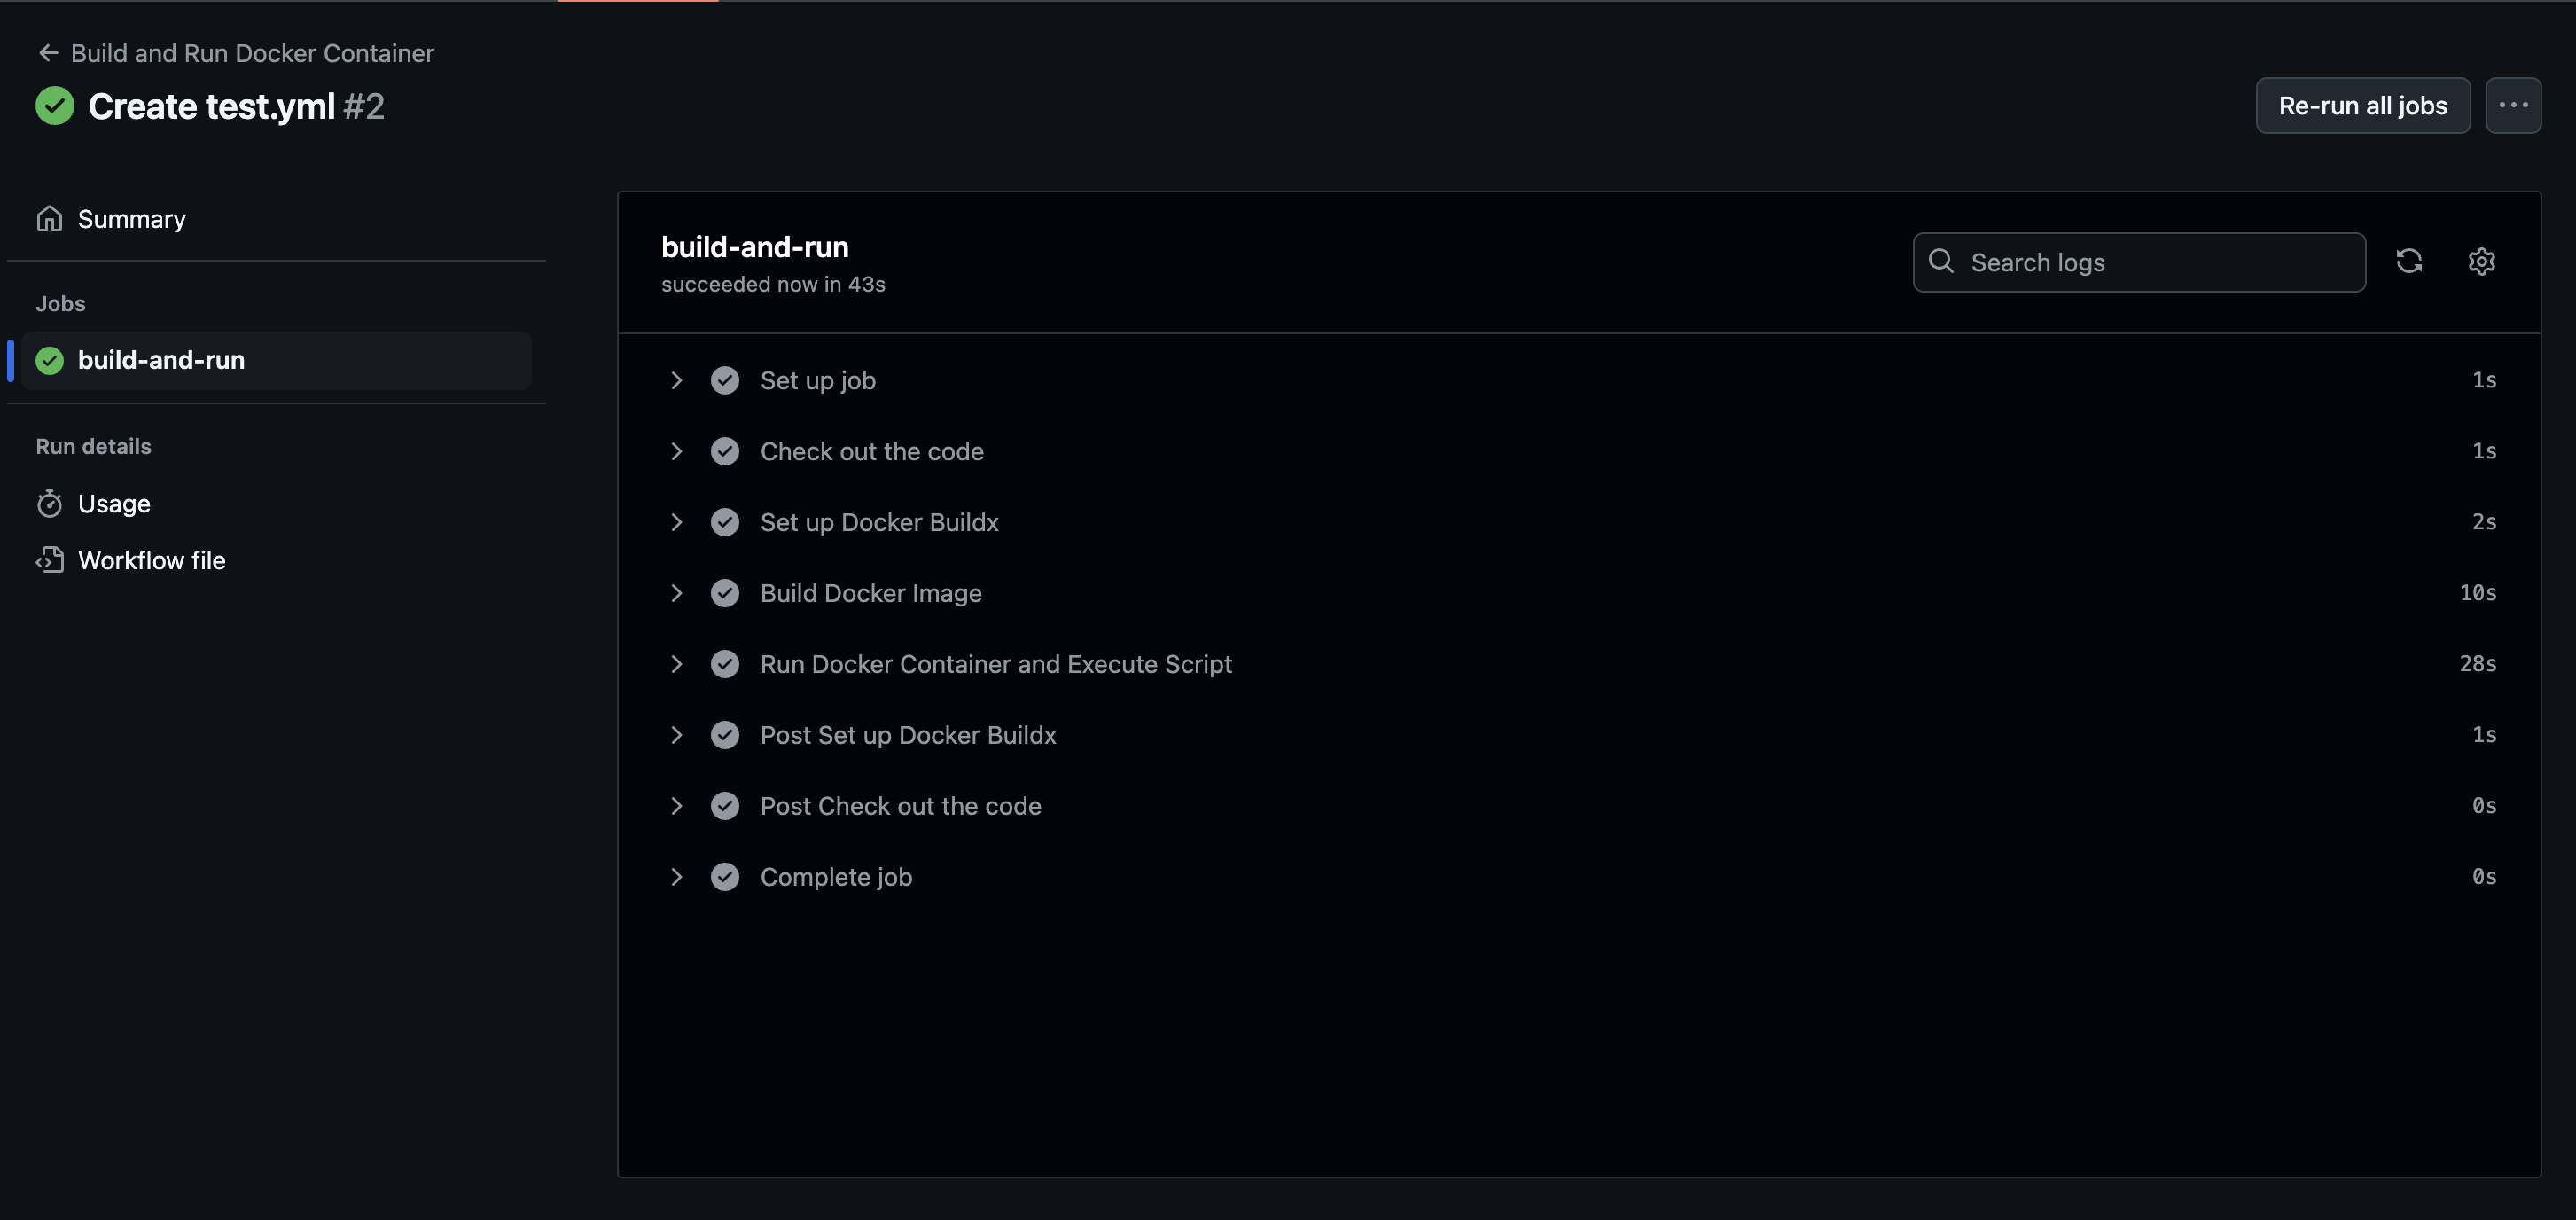 Build and Run Docker Container
Create test.yml #2
Re-run all jobs
Summary
Jobs
build-and-run
Run details
Usage
Workflow file
build-and-run
succeeded now in 43s
Search logs
Set up job 1s
Check out the code 1s
Set up Docker Buildx 2s
Build Docker Image 10s
Run Docker Container and Execute Script 28s
Post Set up Docker Buildx 1s
Post Check out the code 0s
Complete job 0s